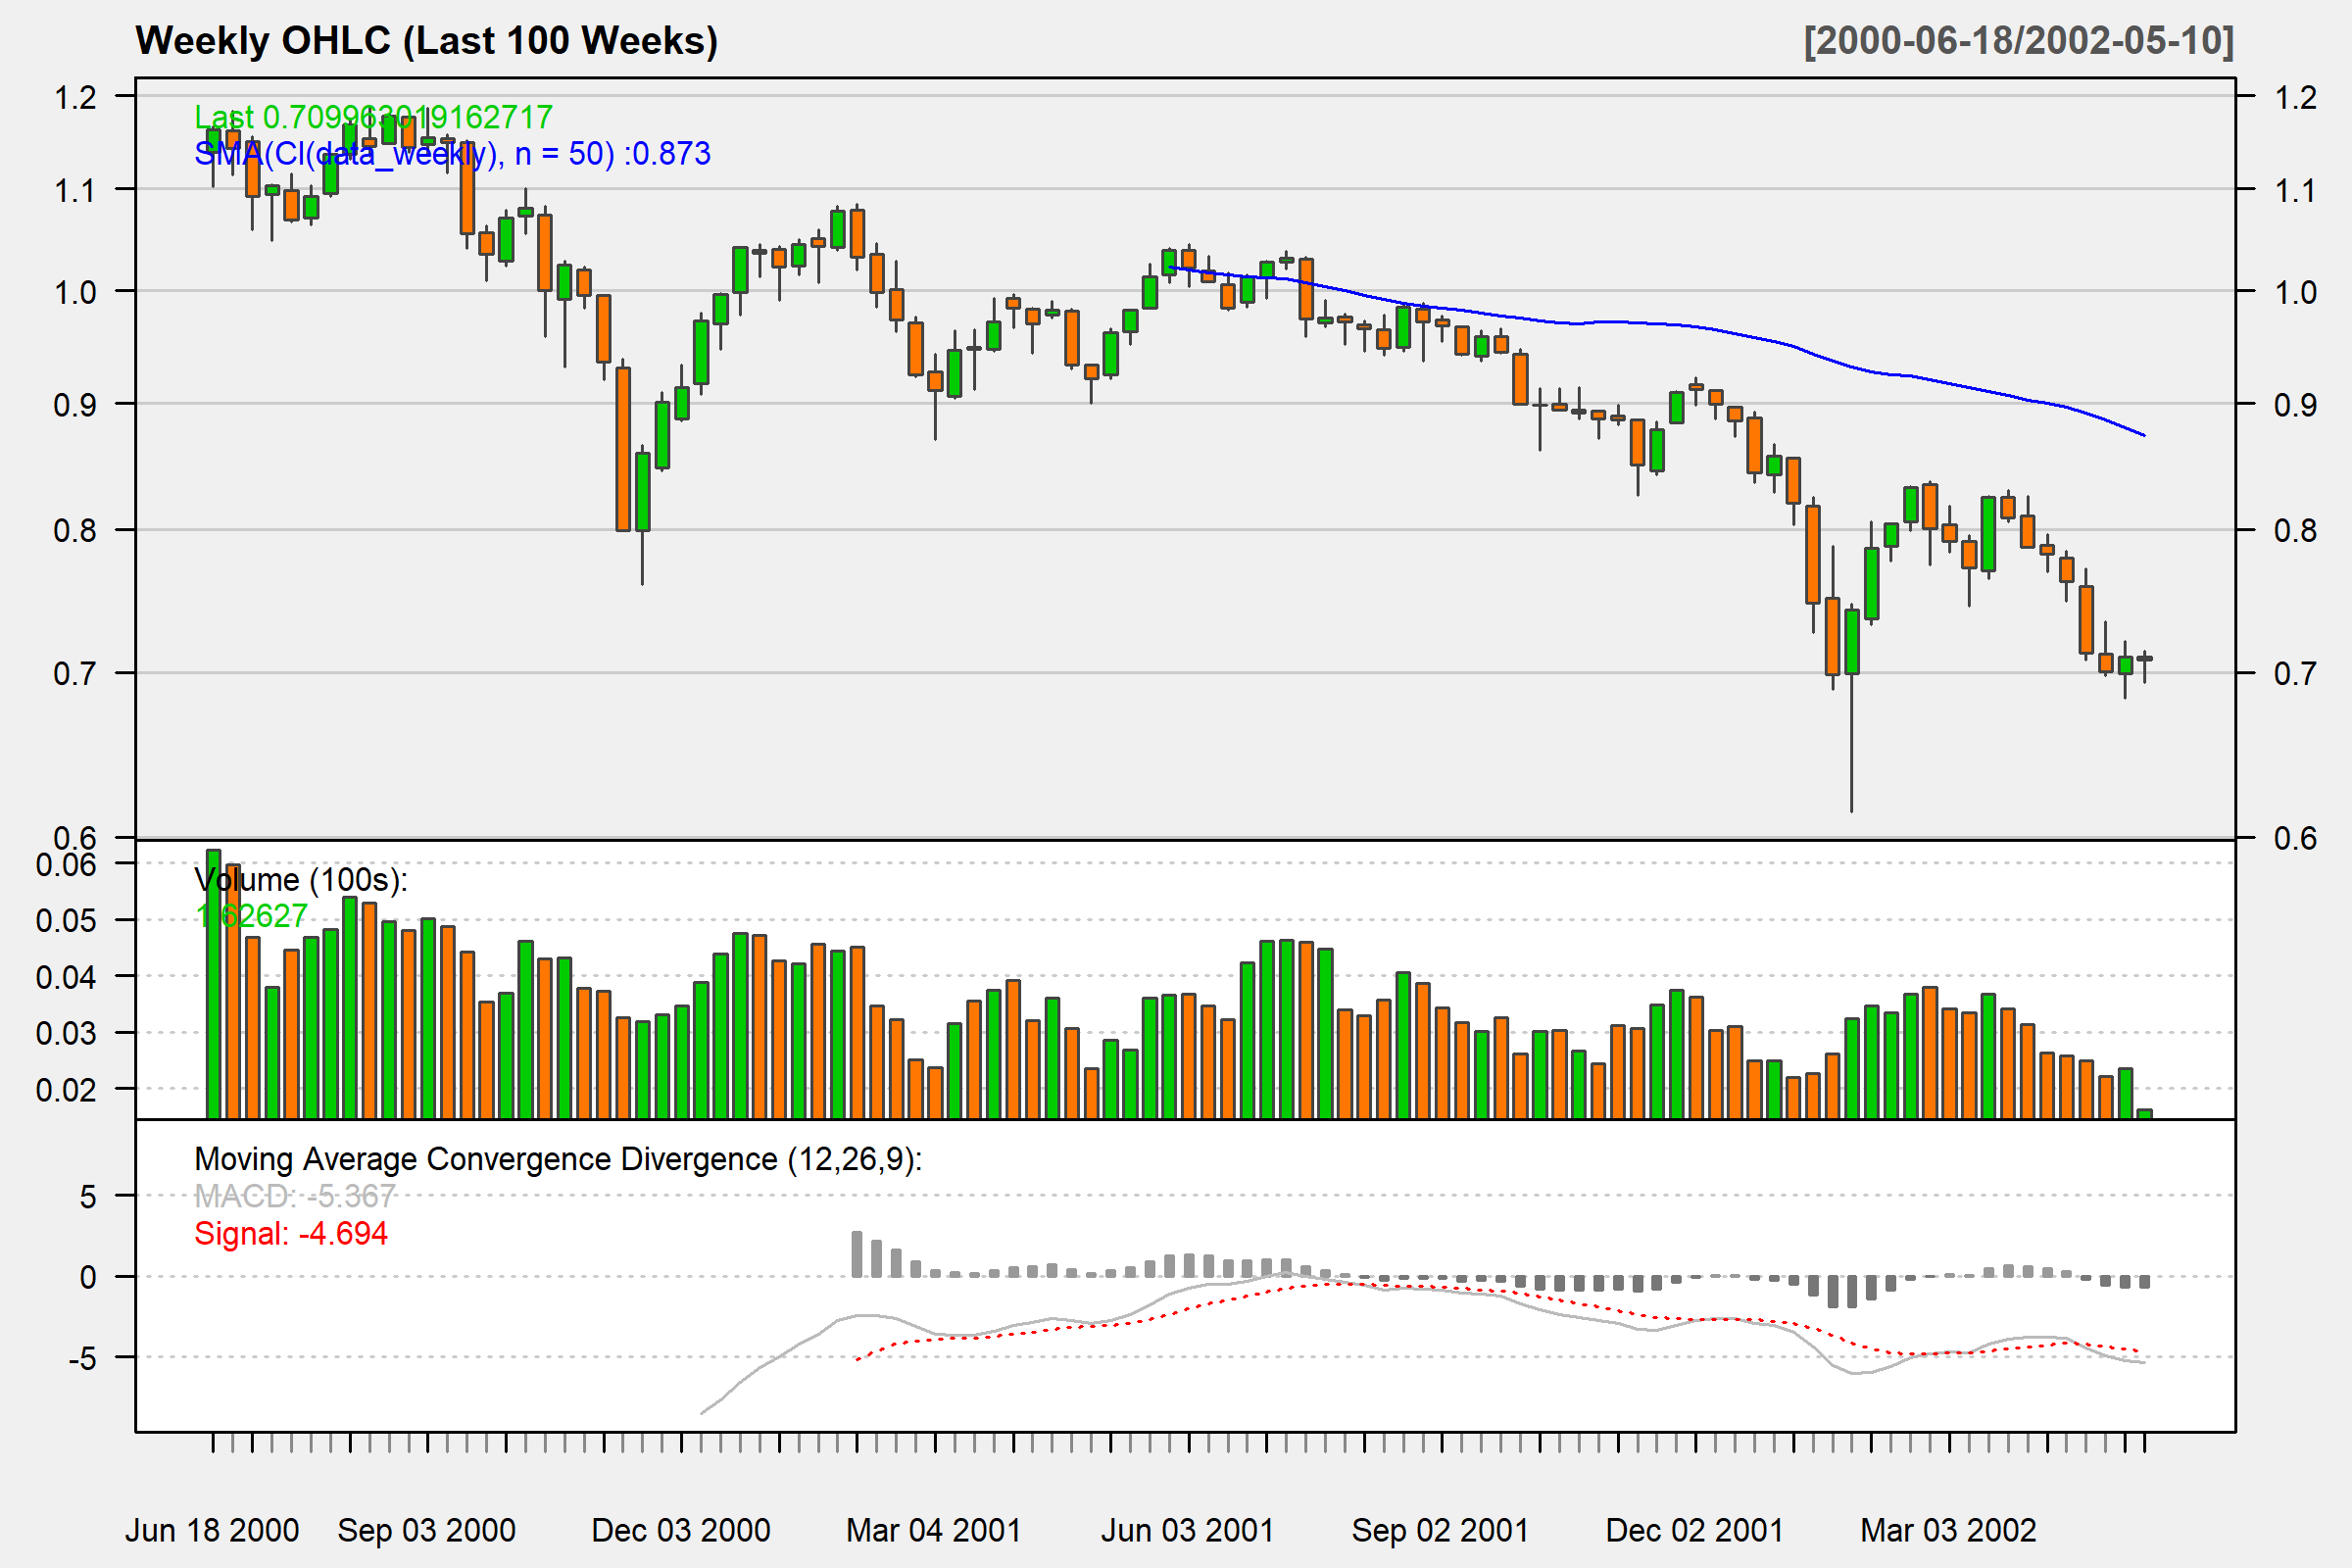 Weekly OHLC (Last 100 Weeks) [2000-06-18/2002-05-10]
Last 0.709963019162717
SMA(Cl(data_weekly), n = 50) :0.873
1.2 1.2
1.1 1.1
1.0 1.0
0.9 0.9
0.8 0.8
0.7 0.7
0.6 0.6
Volume (100s):
1.62627
0.06
0.05
0.04
0.03
0.02
Moving Average Convergence Divergence (12,26,9):
MACD: -5.367
Signal: -4.694
5
0
-5
Jun 18 2000 Sep 03 2000 Dec 03 2000 Mar 04 2001 Jun 03 2001 Sep 02 2001 Dec 02 2001 Mar 03 2002